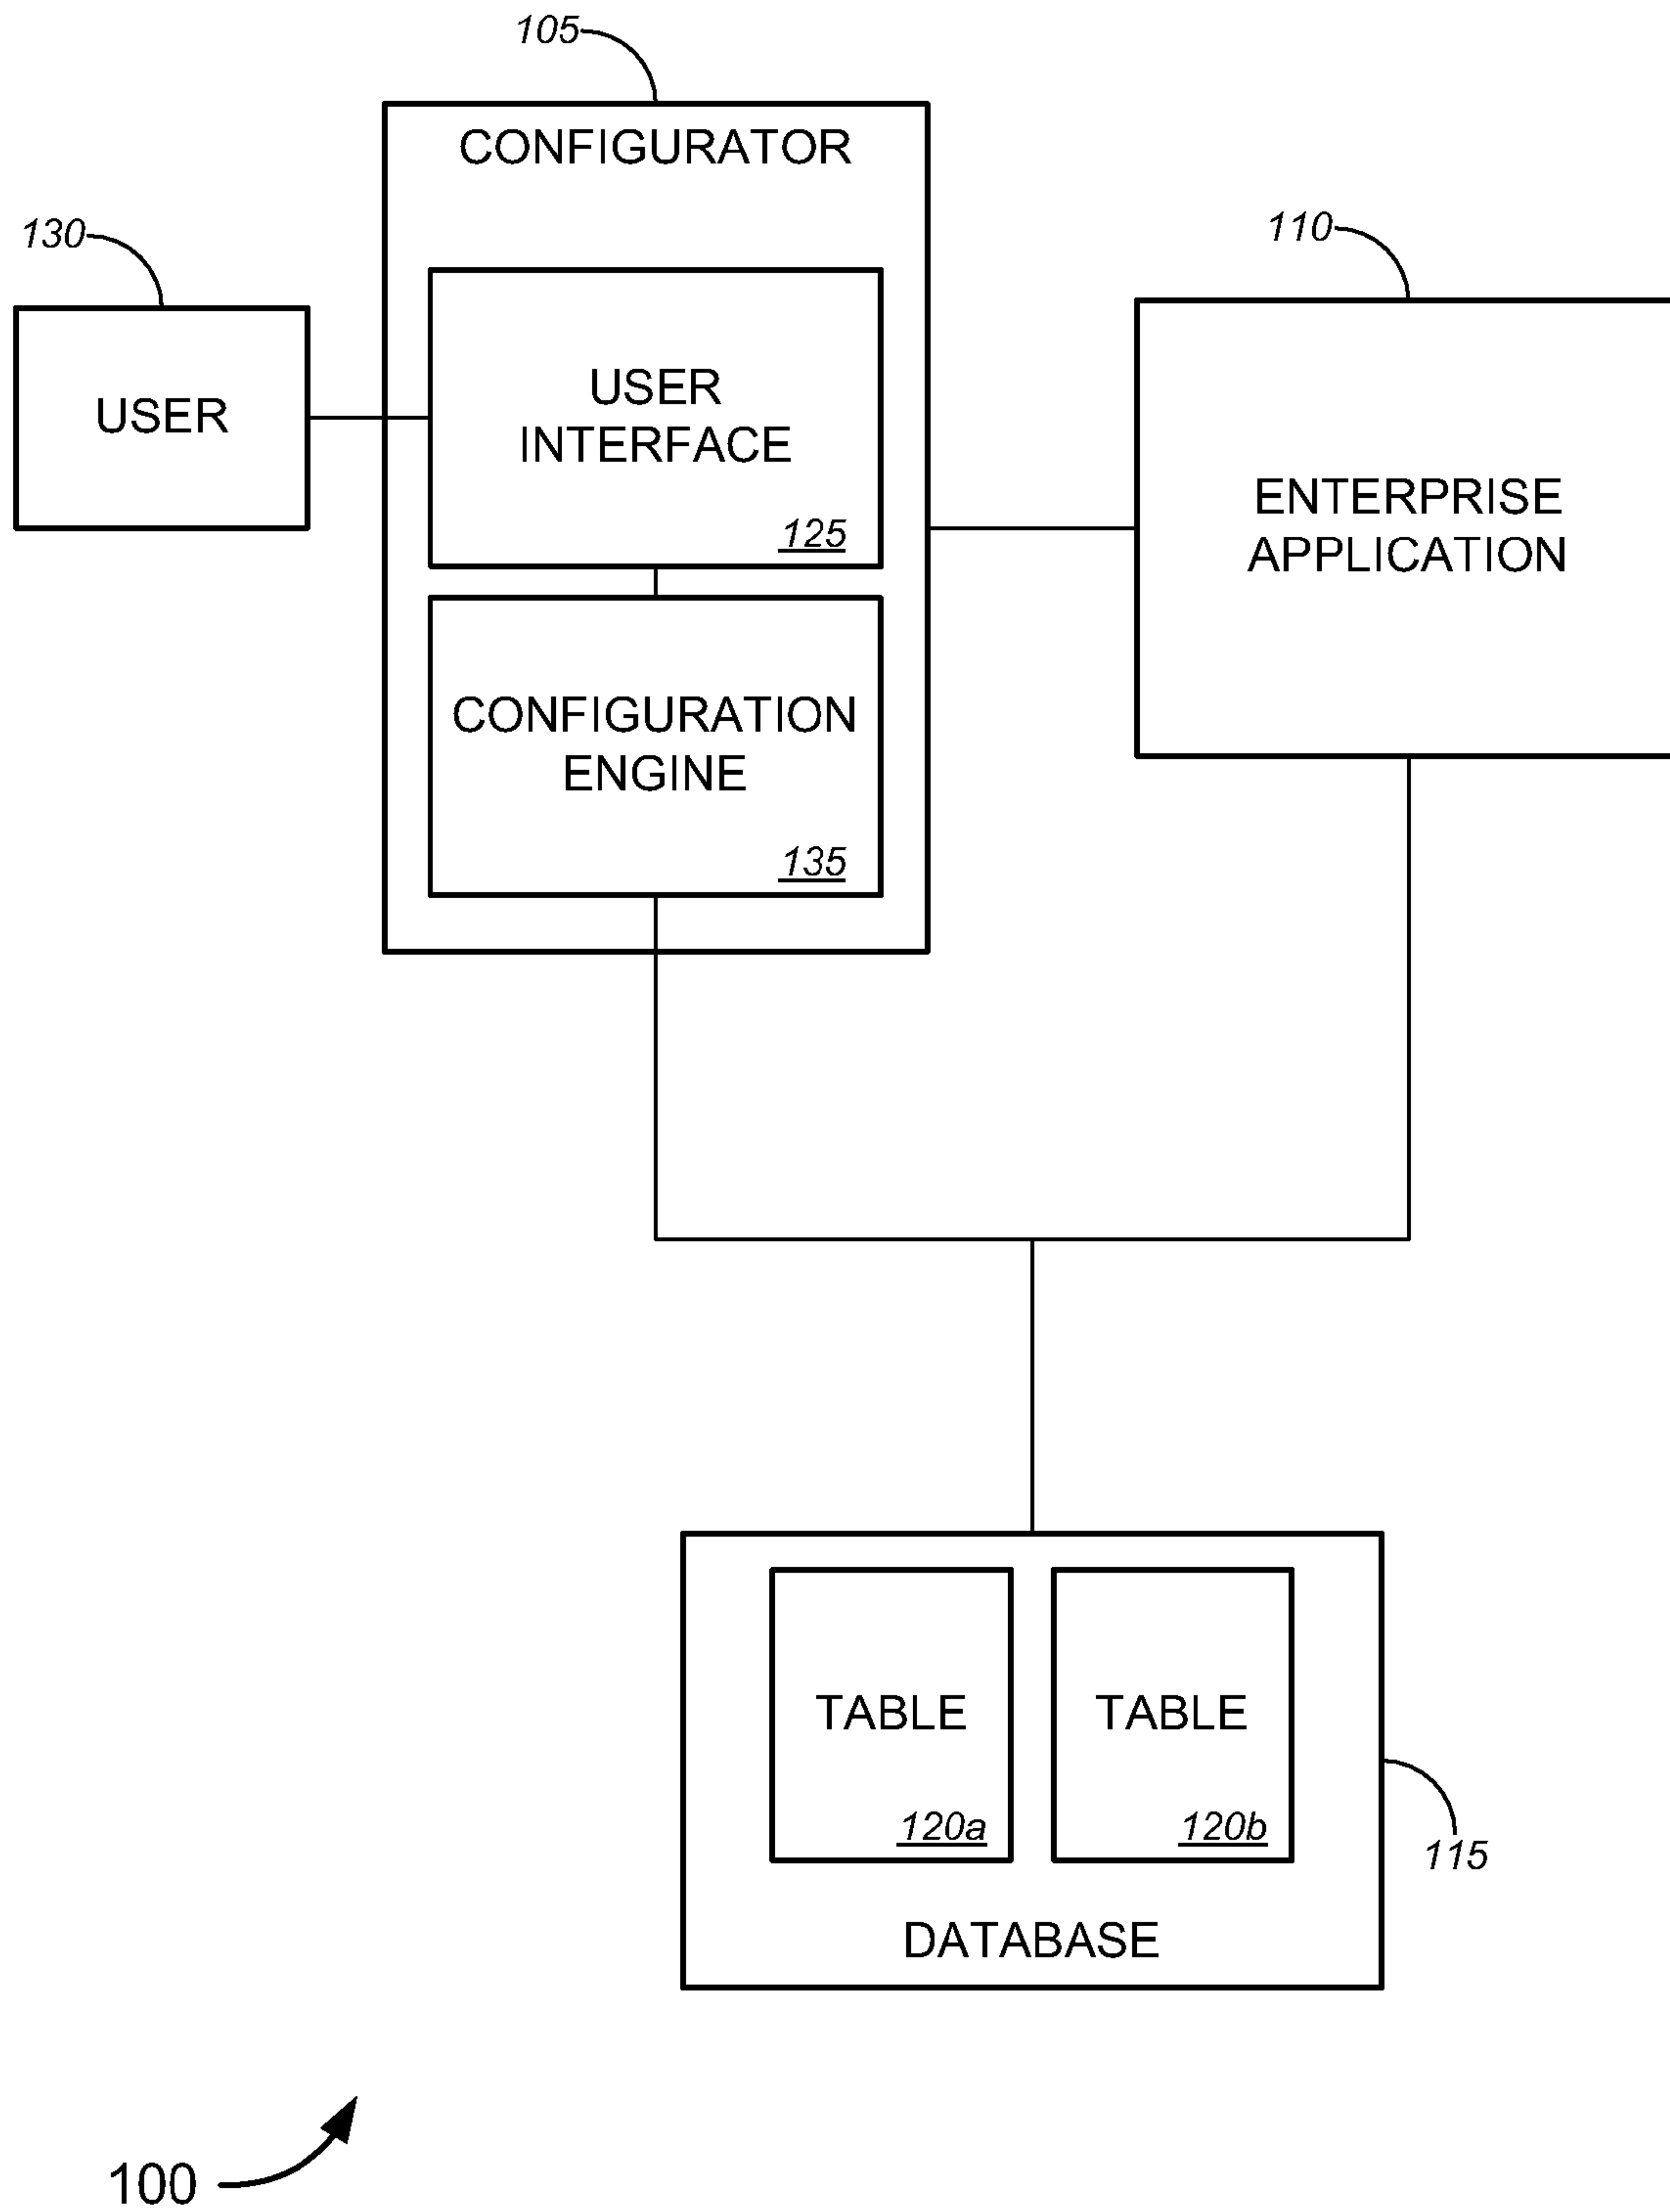 105
CONFIGURATOR
130
110
USER
USER
INTERFACE
125
ENTERPRISE
APPLICATION
CONFIGURATION
ENGINE
135
TABLE
TABLE
120a
120b
115
DATABASE
100